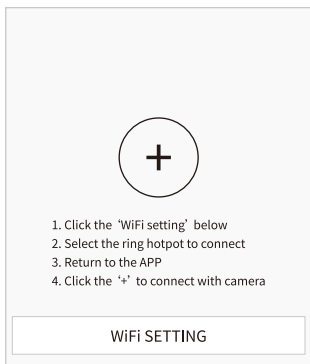 +
1. Click the ‘WiFi setting’ below
2. Select the ring hotpot to connect
3. Return to the APP
4. Click the ‘+’ to connect with camera
WiFi SETTING